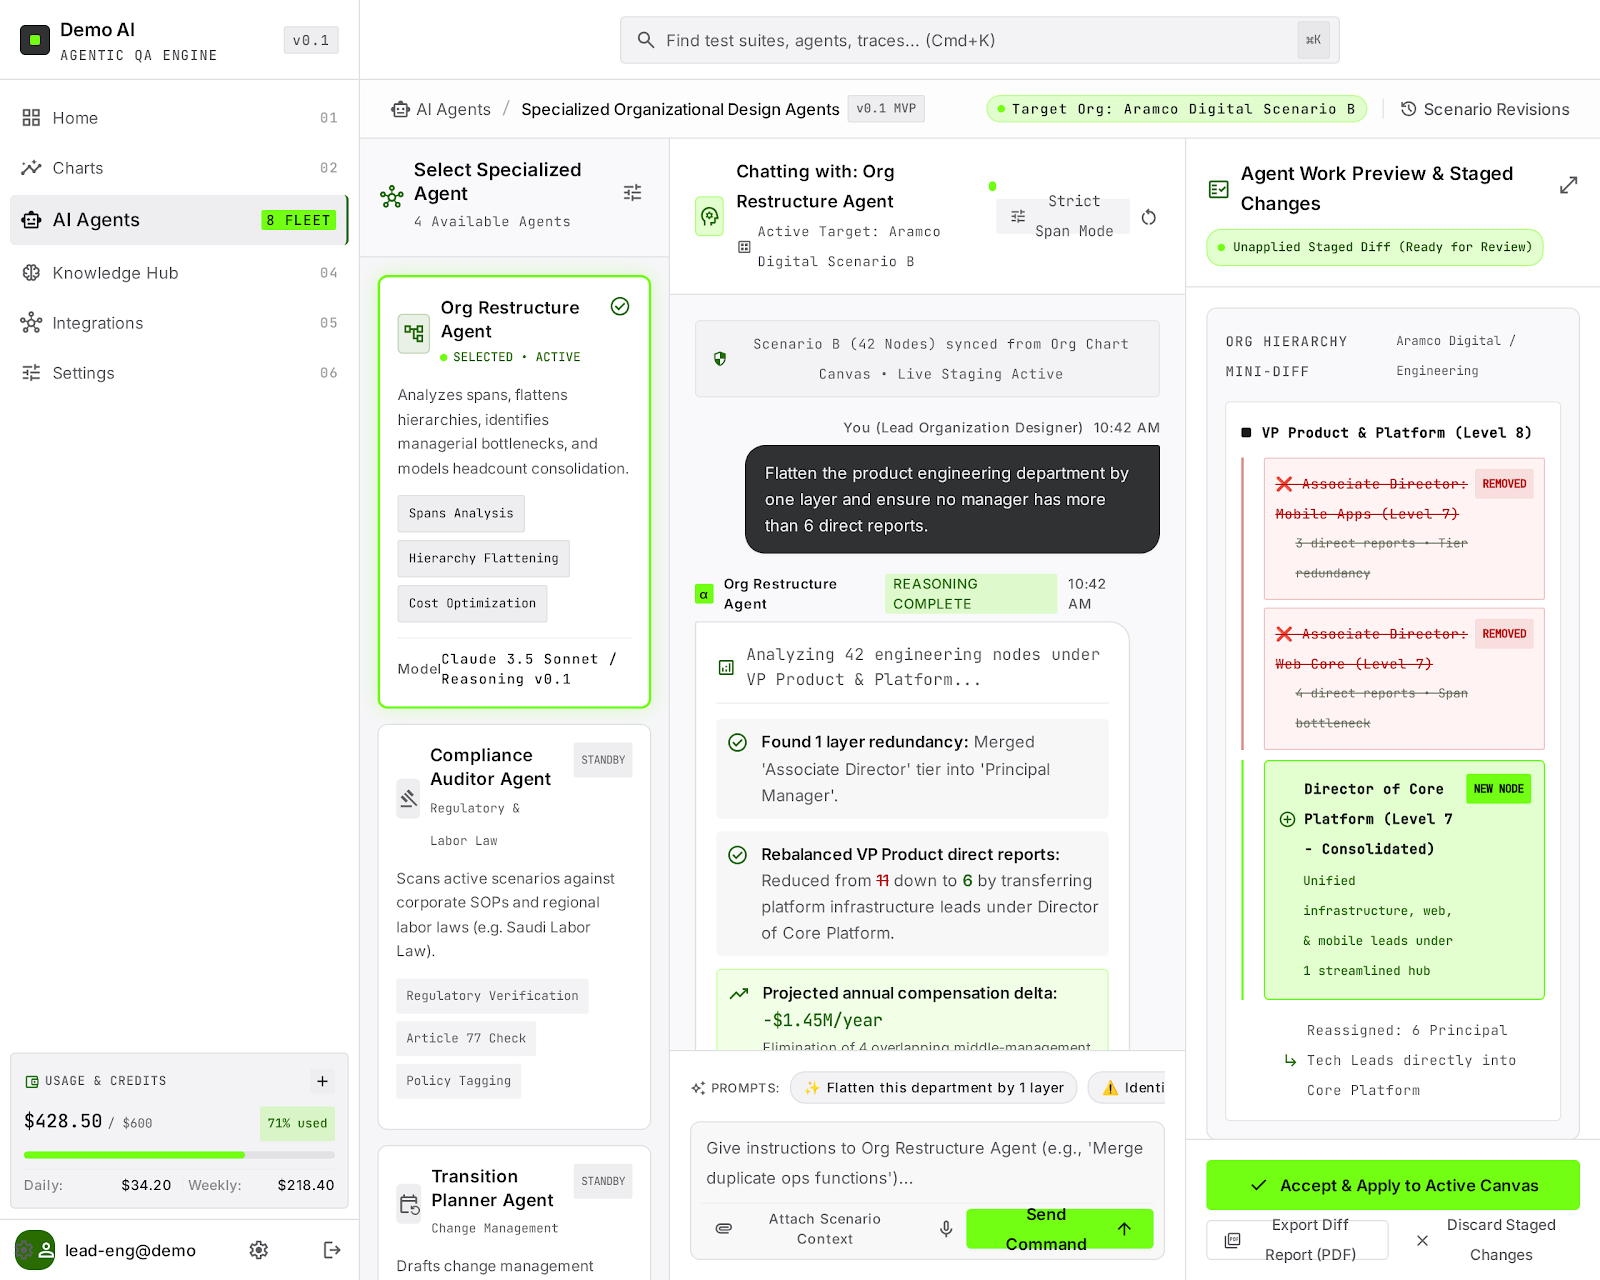 Demo AI
AGENTIC QA ENGINE
v0.1
Find test suites, agents, traces... (Cmd+K)
⌘K
Home 01
Charts 02
AI Agents 8 FLEET
Knowledge Hub 04
Integrations 05
Settings 06
USAGE & CREDITS
+
$428.50 / $600
71% used
Daily: $34.20 Weekly: $218.40
lead-eng@demo
AI Agents / Specialized Organizational Design Agents v0.1 MVP
Target Org: Aramco Digital Scenario B
Scenario Revisions
Select Specialized
Agent
4 Available Agents
Org Restructure
Agent
SELECTED • ACTIVE
Analyzes spans, flattens
hierarchies, identifies
managerial bottlenecks, and
models headcount consolidation.
Spans Analysis
Hierarchy Flattening
Cost Optimization
Model
Claude 3.5 Sonnet /
Reasoning v0.1
Compliance
Auditor Agent
STANDBY
Regulatory &
Labor Law
Scans active scenarios against
corporate SOPs and regional
labor laws (e.g. Saudi Labor
Law).
Regulatory Verification
Article 77 Check
Policy Tagging
Transition
Planner Agent
STANDBY
Change Management
Drafts change management
Chatting with: Org
Restructure Agent
Active Target: Aramco
Digital Scenario B
Strict
Span Mode
Scenario B (42 Nodes) synced from Org Chart
Canvas • Live Staging Active
You (Lead Organization Designer) 10:42 AM
Flatten the product engineering department by
one layer and ensure no manager has more
than 6 direct reports.
α
Org Restructure
Agent
REASONING
COMPLETE
10:42
AM
Analyzing 42 engineering nodes under
VP Product & Platform...
Found 1 layer redundancy: Merged
'Associate Director' tier into 'Principal
Manager'.
Rebalanced VP Product direct reports:
Reduced from 11 down to 6 by transferring
platform infrastructure leads under Director
of Core Platform.
Projected annual compensation delta:
-$1.45M/year
Elimination of 4 overlapping middle-management
PROMPTS:
✨ Flatten this department by 1 layer
⚠️ Identi
Give instructions to Org Restructure Agent (e.g., 'Merge
duplicate ops functions')...
Attach Scenario
Context
Send
Command
Agent Work Preview & Staged
Changes
Unapplied Staged Diff (Ready for Review)
ORG HIERARCHY
MINI-DIFF
Aramco Digital /
Engineering
VP Product & Platform (Level 8)
❌ Associate Director:
Mobile Apps (Level 7)
REMOVED
3 direct reports • Tier
redundancy
❌ Associate Director:
Web Core (Level 7)
REMOVED
4 direct reports • Span
bottleneck
Director of Core
Platform (Level 7
- Consolidated)
NEW NODE
Unified
infrastructure, web,
& mobile leads under
1 streamlined hub
Reassigned: 6 Principal
Tech Leads directly into
Core Platform
Accept & Apply to Active Canvas
PDF
Export Diff
Report (PDF)
Discard Staged
Changes